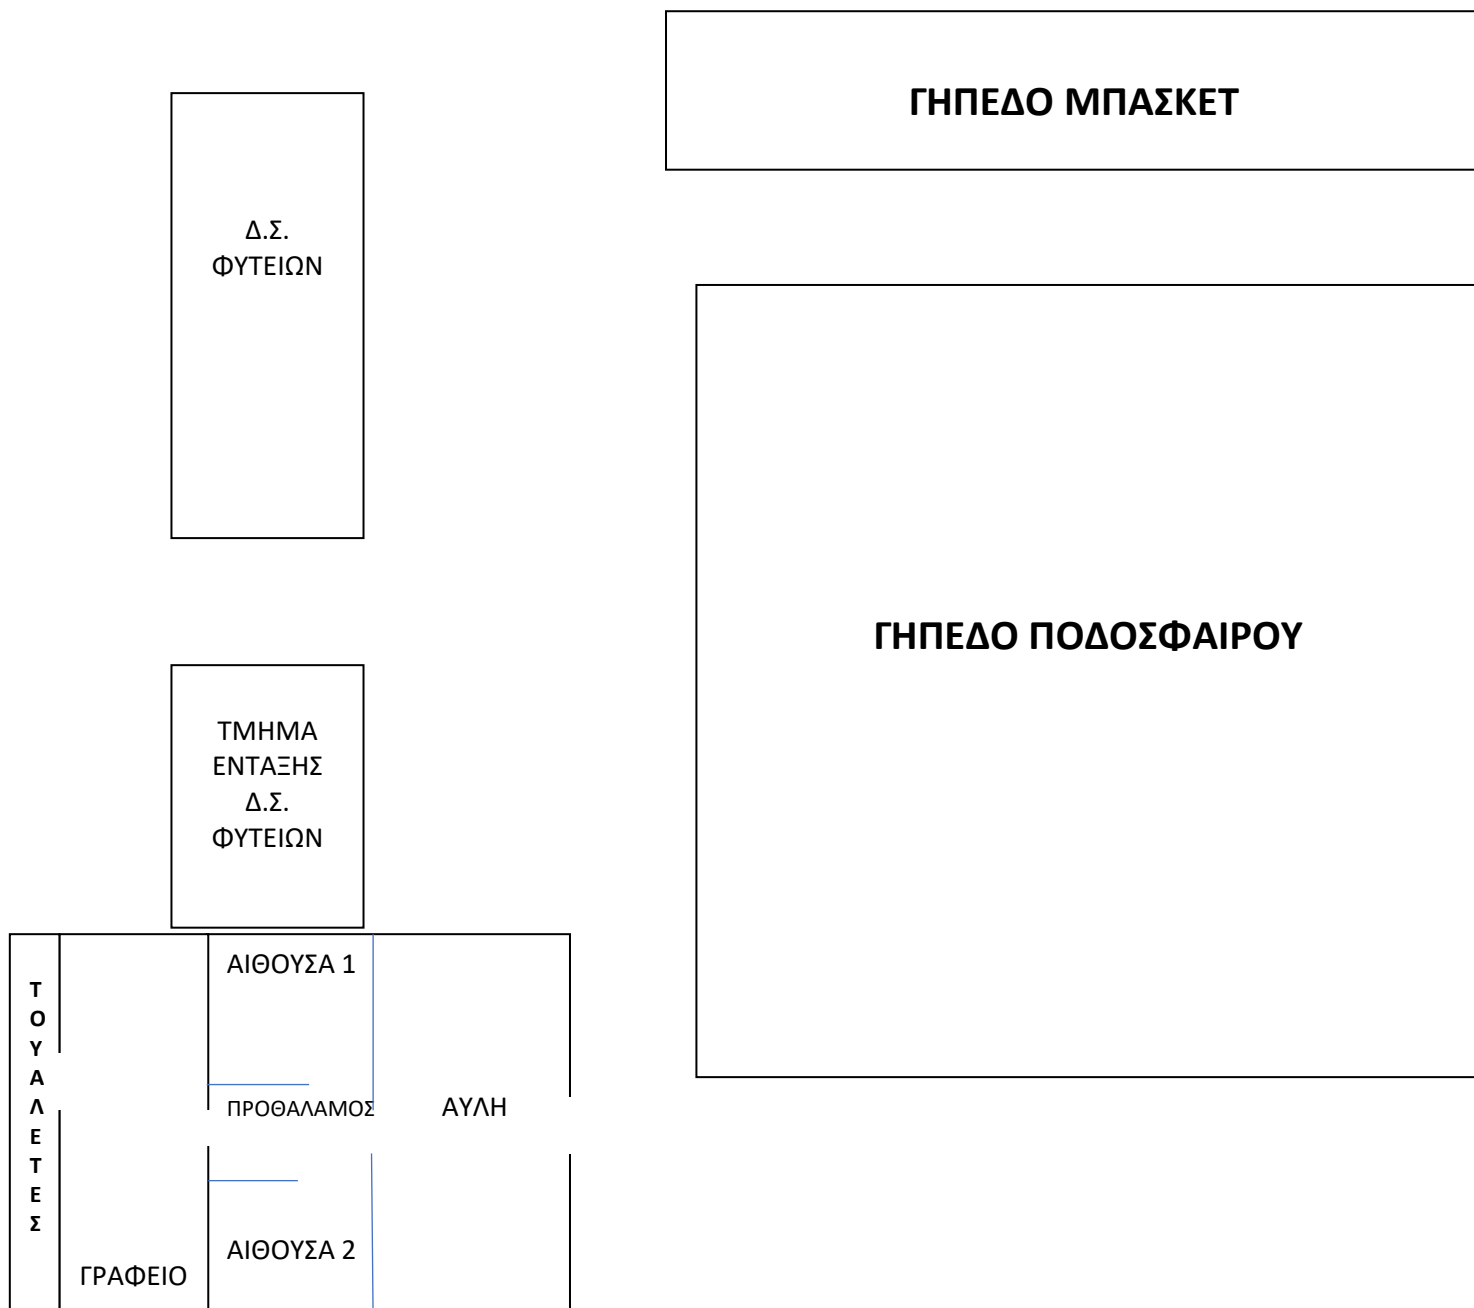 ΓΗΠΕΔΟ ΜΠΑΣΚΕΤ
Δ.Σ.
ΦΥΤΕΙΩΝ
ΓΗΠΕΔΟ ΠΟΔΟΣΦΑΙΡΟΥ
ΤΜΗΜΑ
ΕΝΤΑΞΗΣ
Δ.Σ.
ΦΥΤΕΙΩΝ
ΤΟΥΑΛΕΤΕΣ
ΑΙΘΟΥΣΑ 1
ΠΡΟΘΑΛΑΜΟΣ
ΑΥΛΗ
ΑΙΘΟΥΣΑ 2
ΓΡΑΦΕΙΟ